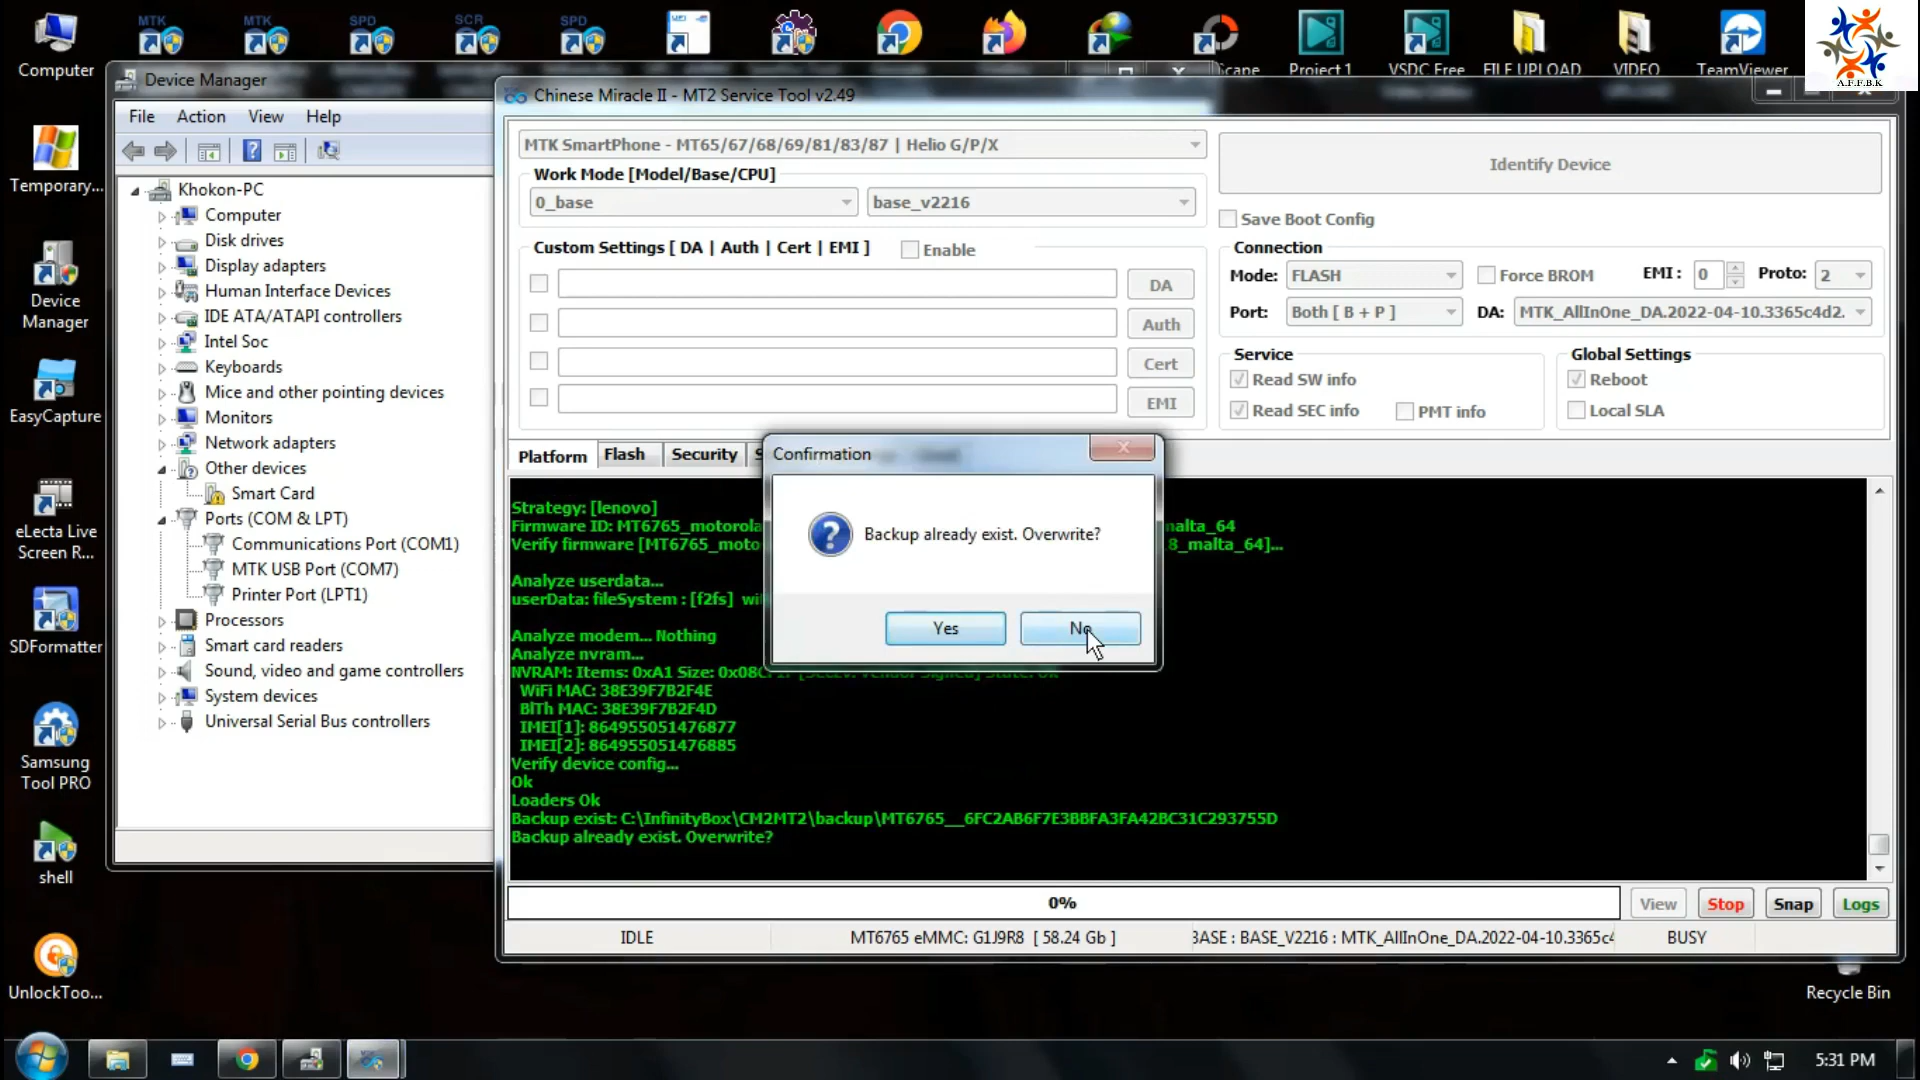 MTK
MTK
SPD
SCR
SPD
Computer
Project 1
VSDC Free
FILE UPLOAD
VIDEO
TeamViewer
A.F.F.B.K
Device Manager
Chinese Miracle II - MT2 Service Tool v2.49
File Action View Help
MTK SmartPhone - MT65/67/68/69/81/83/87 | Helio G/P/X
Work Mode [Model/Base/CPU]
0_base
base_v2216
Custom Settings [ DA | Auth | Cert | EMI ]
Enable
DA
Auth
Cert
EMI
Identify Device
Save Boot Config
Connection
Mode: FLASH Force BROM EMI : 0 Proto: 2
Port: Both [ B + P ] DA: MTK_AllInOne_DA.2022-04-10.3365c4d2.
Service
Read SW info
Read SEC info PMT info
Global Settings
Reboot
Local SLA
Khokon-PC
Computer
Disk drives
Display adapters
Human Interface Devices
IDE ATA/ATAPI controllers
Intel Soc
Keyboards
Mice and other pointing devices
Monitors
Network adapters
Other devices
Smart Card
Ports (COM & LPT)
Communications Port (COM1)
MTK USB Port (COM7)
Printer Port (LPT1)
Processors
Smart card readers
Sound, video and game controllers
System devices
Universal Serial Bus controllers
Platform Flash Security
Confirmation
Backup already exist. Overwrite?
Yes No
Strategy: [lenovo]
Firmware ID: MT6765_motorola
Verify firmware [MT6765_moto 8_malta_64]...
Analyze userdata...
userData: fileSystem : [f2fs]
Analyze modem... Nothing
Analyze nvram...
NVRAM: Items: 0xA1
WiFi MAC: 38E39F7B2F4E
BlTh MAC: 38E39F7B2F4D
IMEI[1]: 864955051476877
IMEI[2]: 864955051476885
Verify device config...
Ok
Loaders Ok
Backup exist: C:\InfinityBox\CM2MT2\backup\MT6765__6FC2AB6F7E3BBFA3FA42BC31C293755D
Backup already exist. Overwrite?
0%
View Stop Snap Logs
IDLE
MT6765 eMMC: G1J9R8 [ 58.24 Gb ]
BASE : BASE_V2216 : MTK_AllInOne_DA.2022-04-10.3365c4
BUSY
Temporary...
Device
Manager
EasyCapture
eLecta Live
Screen R...
SDFormatter
Samsung
Tool PRO
shell
UnlockToo...
Recycle Bin
5:31 PM